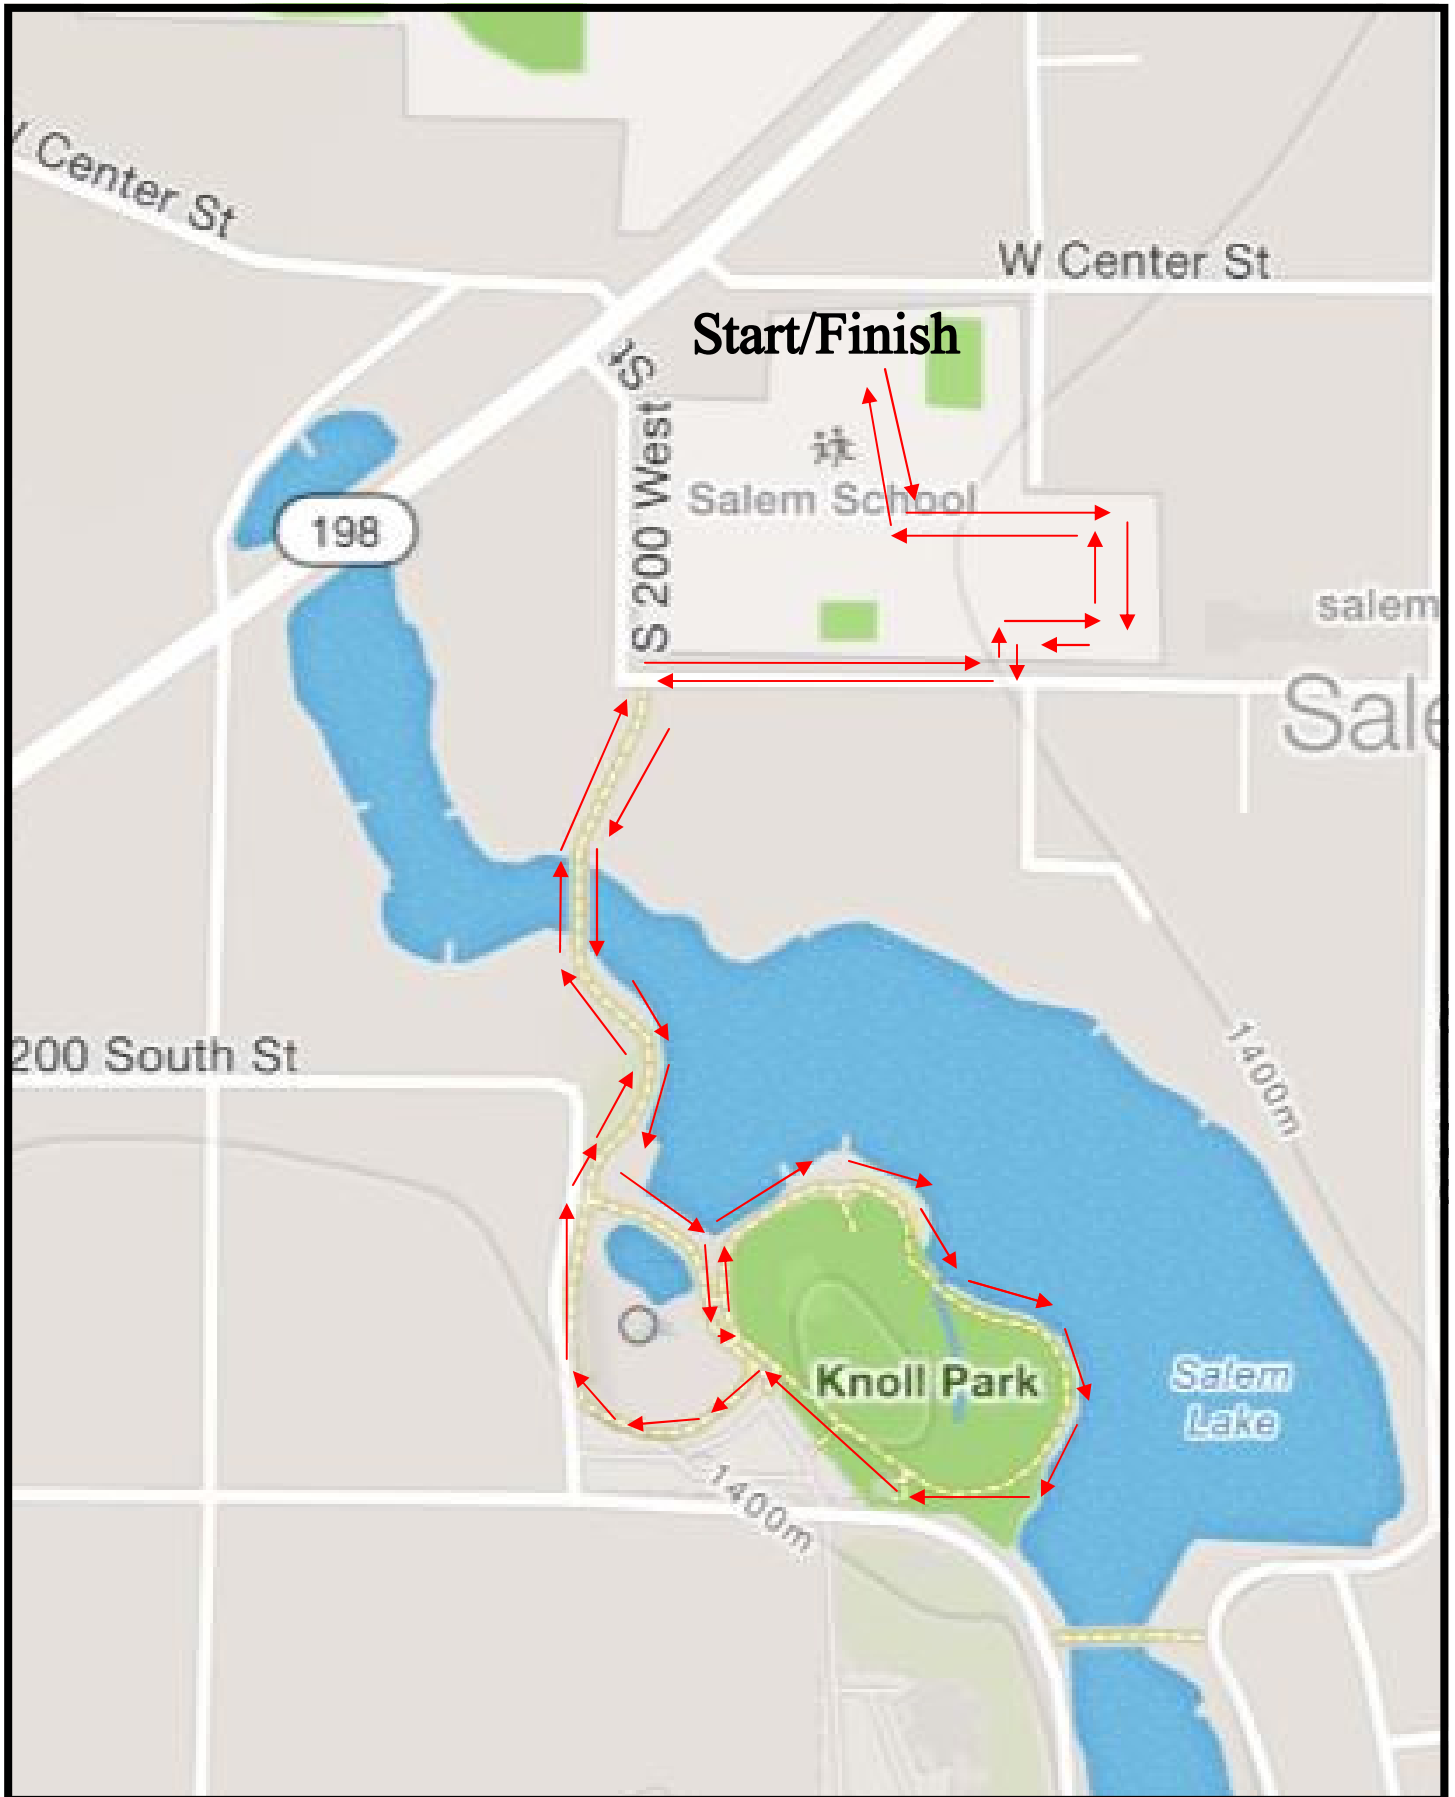 Center St
W Center St
Start/Finish
St
S 200 West
Salem School
198
salem
Sale
200 South St
1400m
Knoll Park
Salem
Lake
1400m